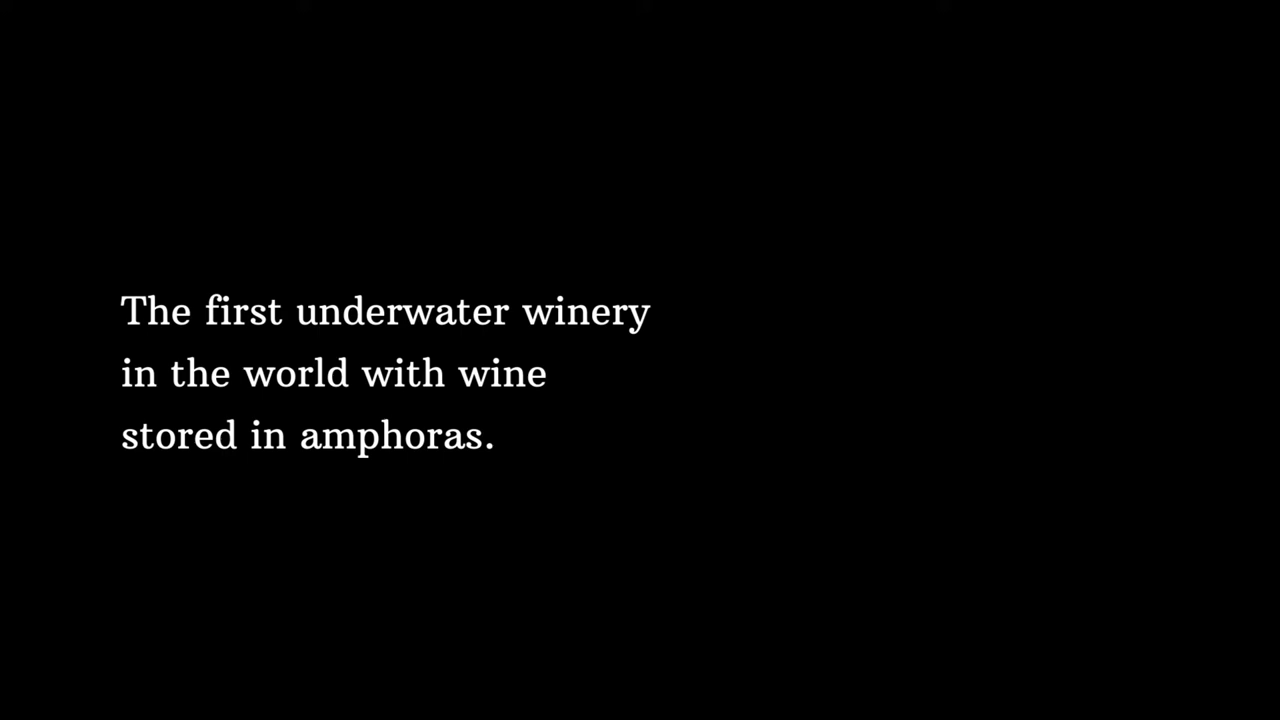 The first underwater winery
in the world with wine
stored in amphoras.